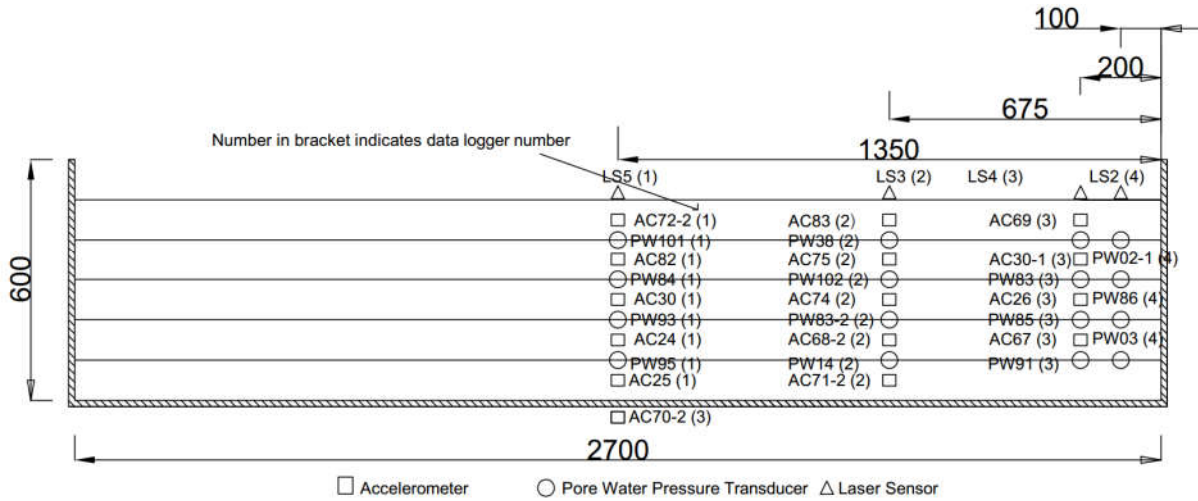 100
200
675
Number in bracket indicates data logger number
1350
LS5 (1) LS3 (2) LS4 (3) LS2 (4)
AC72-2 (1) AC83 (2) AC69 (3)
PW101 (1) PW38 (2)
AC82 (1) AC75 (2) AC30-1 (3) PW02-1 (4)
600
PW84 (1) PW102 (2) PW83 (3)
AC30 (1) AC74 (2) AC26 (3) PW86 (4)
PW93 (1) PW83-2 (2) PW85 (3)
AC24 (1) AC68-2 (2) AC67 (3) PW03 (4)
PW95 (1) PW14 (2) PW91 (3)
AC25 (1) AC71-2 (2)
AC70-2 (3)
2700
Accelerometer Pore Water Pressure Transducer Laser Sensor